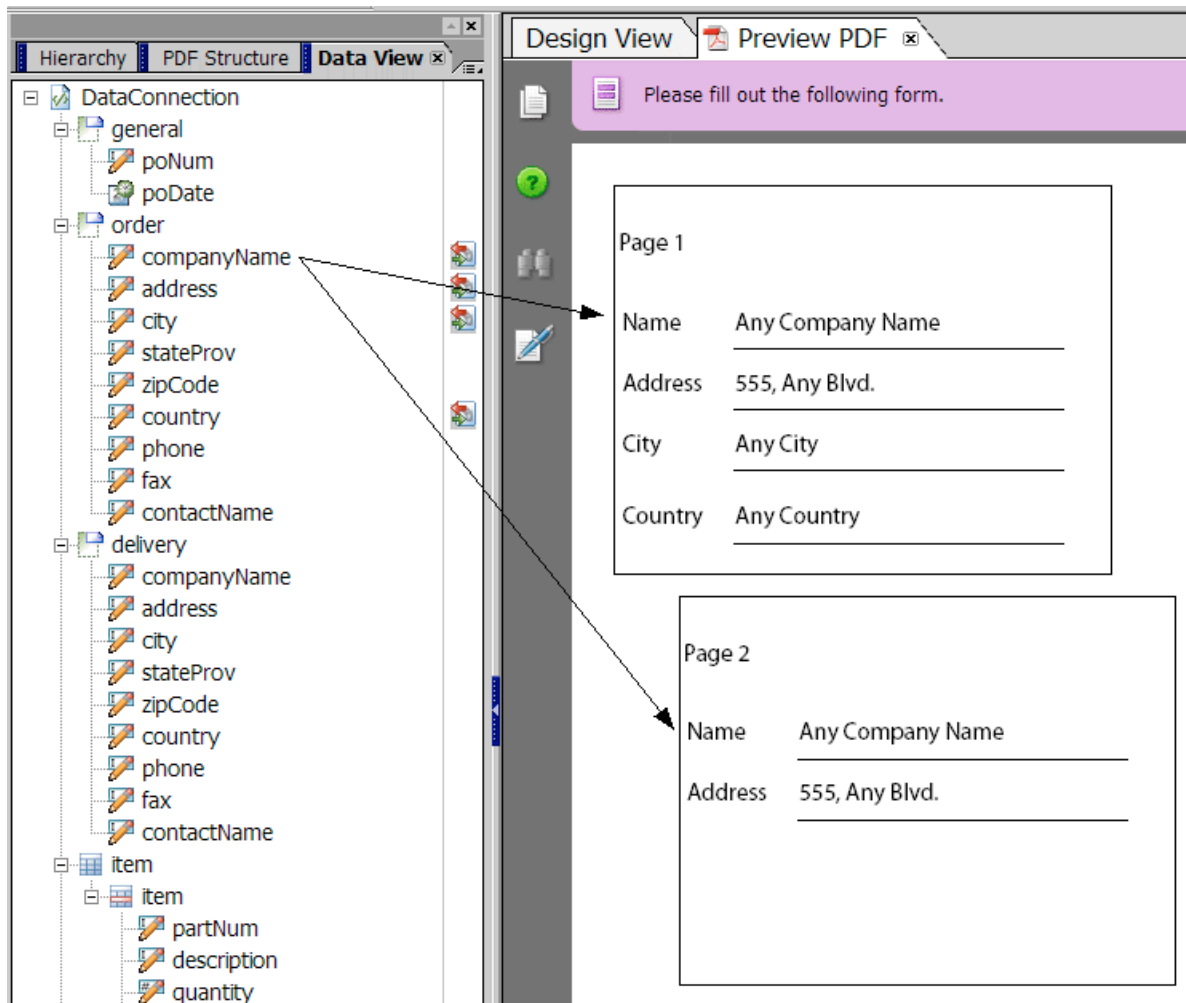 Hierarchy PDF Structure Data View
DataConnection
general
poNum
poDate
order
companyName
address
city
stateProv
zipCode
country
phone
fax
contactName
delivery
companyName
address
city
stateProv
zipCode
country
phone
fax
contactName
item
item
partNum
description
quantity
Design View Preview PDF
Please fill out the following form.
Page 1
Name Any Company Name
Address 555, Any Blvd.
City Any City
Country Any Country
Page 2
Name Any Company Name
Address 555, Any Blvd.